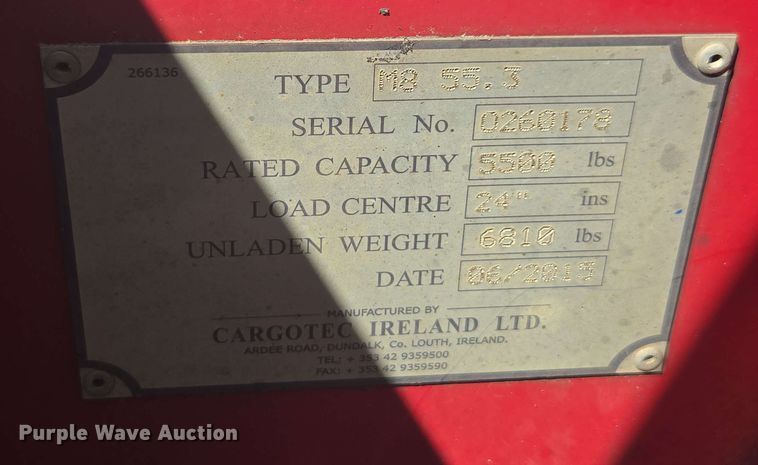 266136
TYPE M8 55.3
SERIAL No. 0260178
RATED CAPACITY 5500 lbs
LOAD CENTRE 24" ins
UNLADEN WEIGHT 6810 lbs
DATE 06/2013
MANUFACTURED BY
CARGOTEC IRELAND LTD.
ARDEE ROAD, DUNDALK, Co. LOUTH, IRELAND.
TEL: + 353 42 9359500
FAX: + 353 42 9359590
Purple Wave Auction